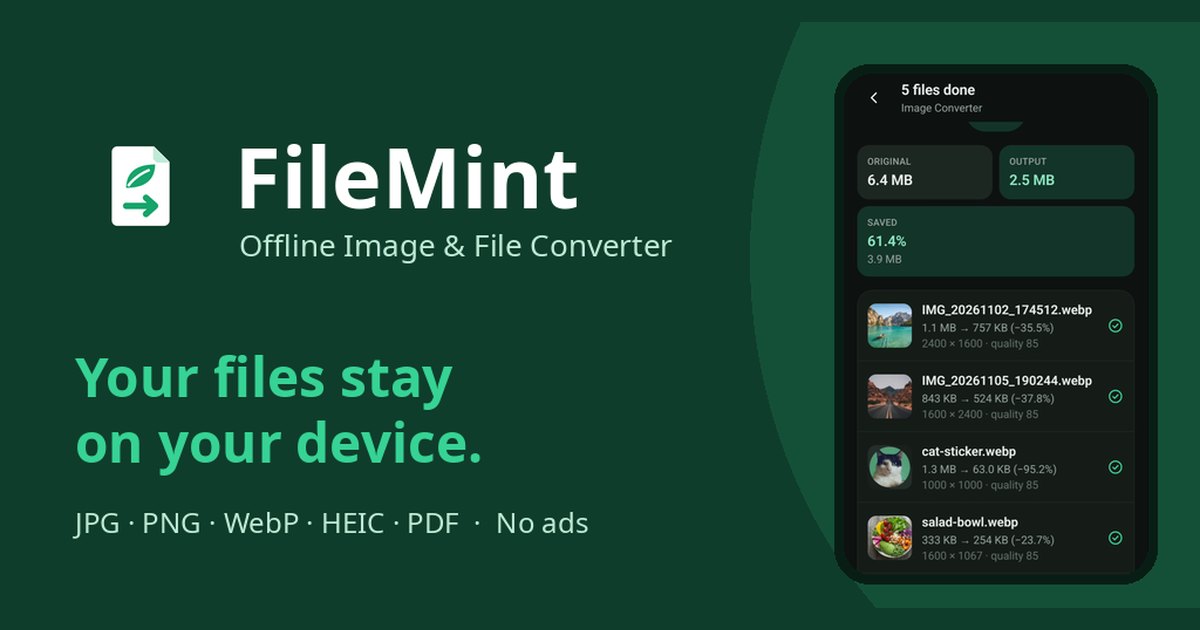 FileMint
Offline Image & File Converter
Your files stay
on your device.
JPG · PNG · WebP · HEIC · PDF · No ads
5 files done
Image Converter
ORIGINAL
6.4 MB
OUTPUT
2.5 MB
SAVED
61.4%
3.9 MB
IMG_20261102_174512.webp
1.1 MB → 757 KB (−35.5%)
2400 × 1600 · quality 85
IMG_20261105_190244.webp
843 KB → 524 KB (−37.8%)
1600 × 2400 · quality 85
cat-sticker.webp
1.3 MB → 63.0 KB (−95.2%)
1000 × 1000 · quality 85
salad-bowl.webp
333 KB → 254 KB (−23.7%)
1600 × 1067 · quality 85